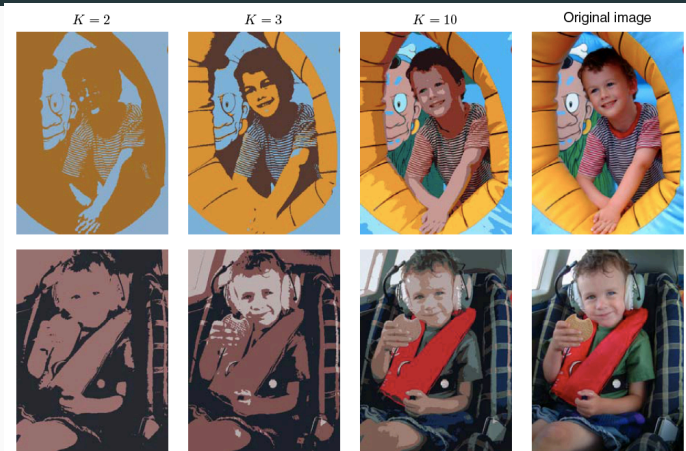 K = 2
K = 3
K = 10
Original image